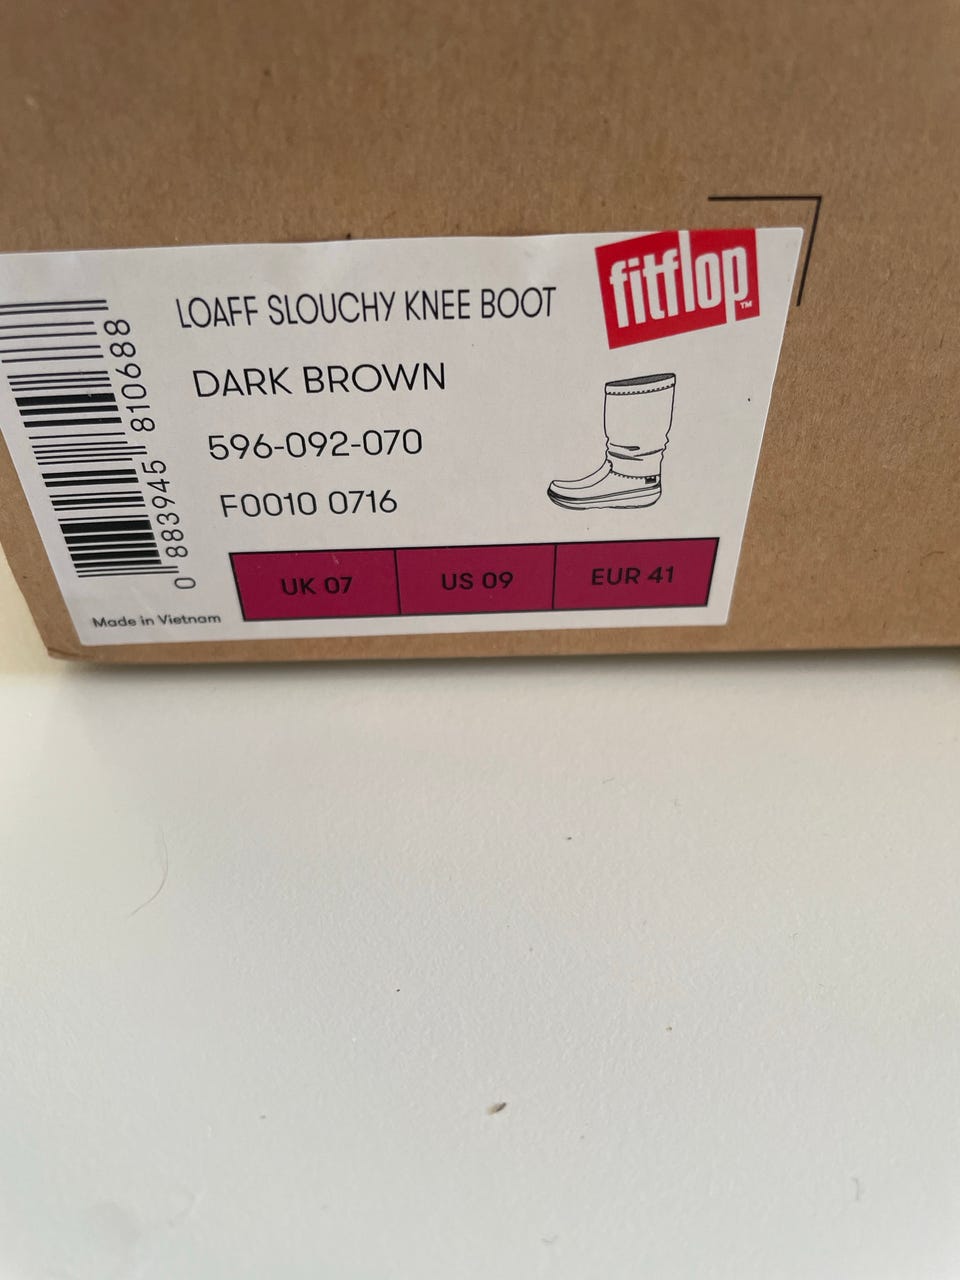 LOAFF SLOUCHY KNEE BOOT
fitflop™
DARK BROWN
596-092-070
F0010 0716
UK 07
US 09
EUR 41
0 883945 810688
Made in Vietnam